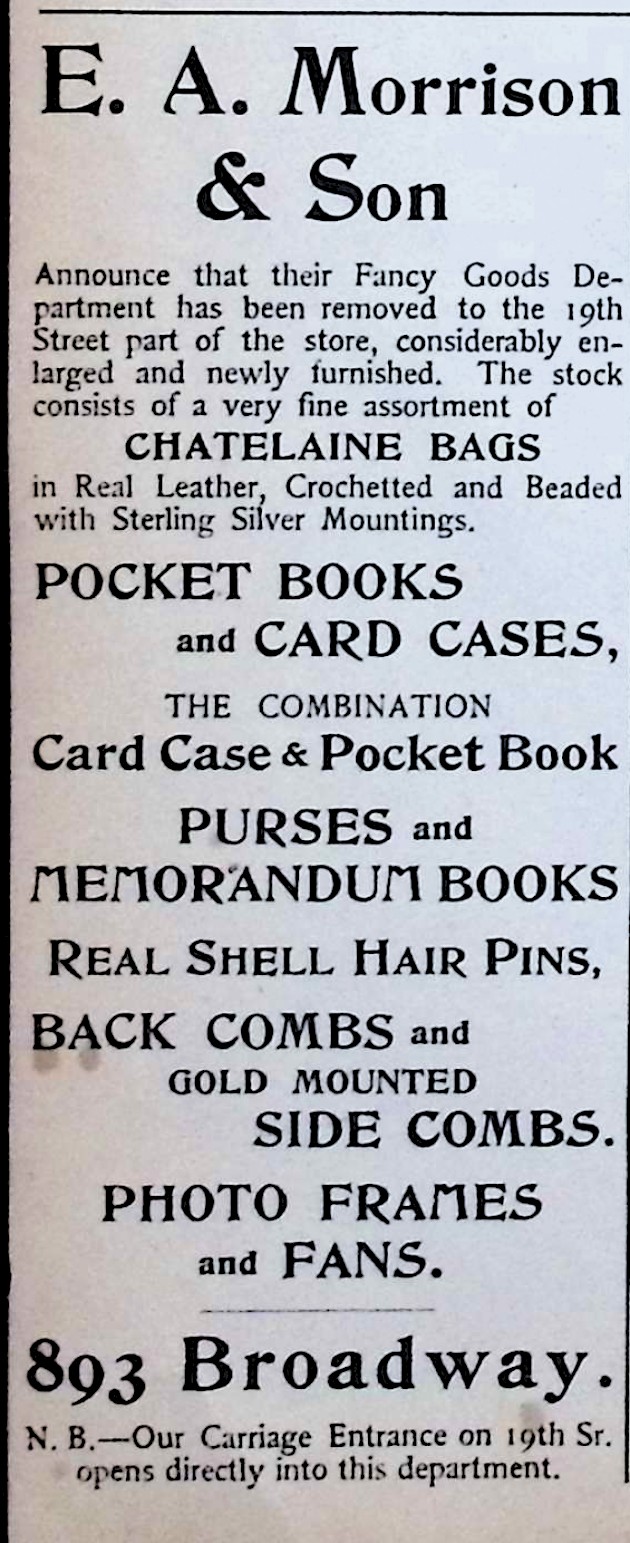 E. A. Morrison
& Son
Announce that their Fancy Goods De-
partment has been removed to the 19th
Street part of the store, considerably en-
larged and newly furnished. The stock
consists of a very fine assortment of
CHATELAINE BAGS
in Real Leather, Crochetted and Beaded
with Sterling Silver Mountings.
POCKET BOOKS
and CARD CASES,
THE COMBINATION
Card Case & Pocket Book
PURSES and
MEMORANDUM BOOKS
REAL SHELL HAIR PINS,
BACK COMBS and
GOLD MOUNTED
SIDE COMBS.
PHOTO FRAMES
and FANS.
893 Broadway.
N. B.—Our Carriage Entrance on 19th Sr.
opens directly into this department.